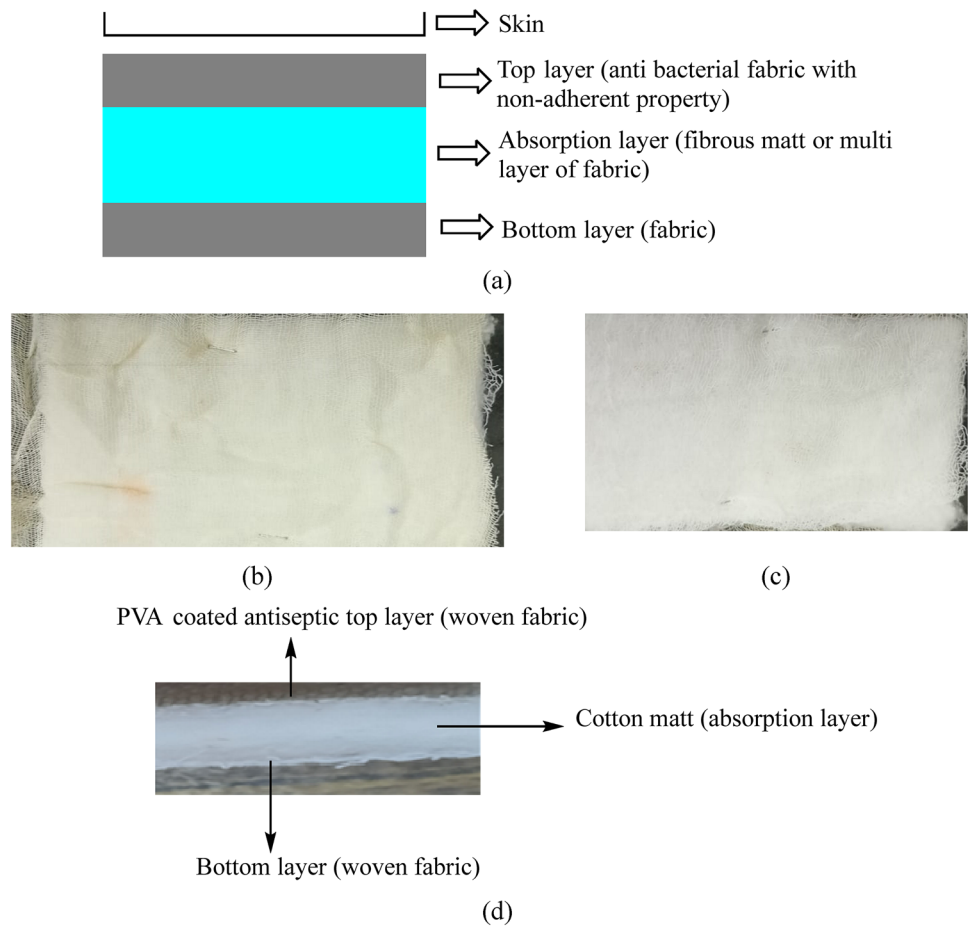 Skin
Top layer (anti bacterial fabric with
non-adherent property)
Absorption layer (fibrous matt or multi
layer of fabric)
Bottom layer (fabric)
(a)
(b)
(c)
PVA coated antiseptic top layer (woven fabric)
Cotton matt (absorption layer)
Bottom layer (woven fabric)
(d)